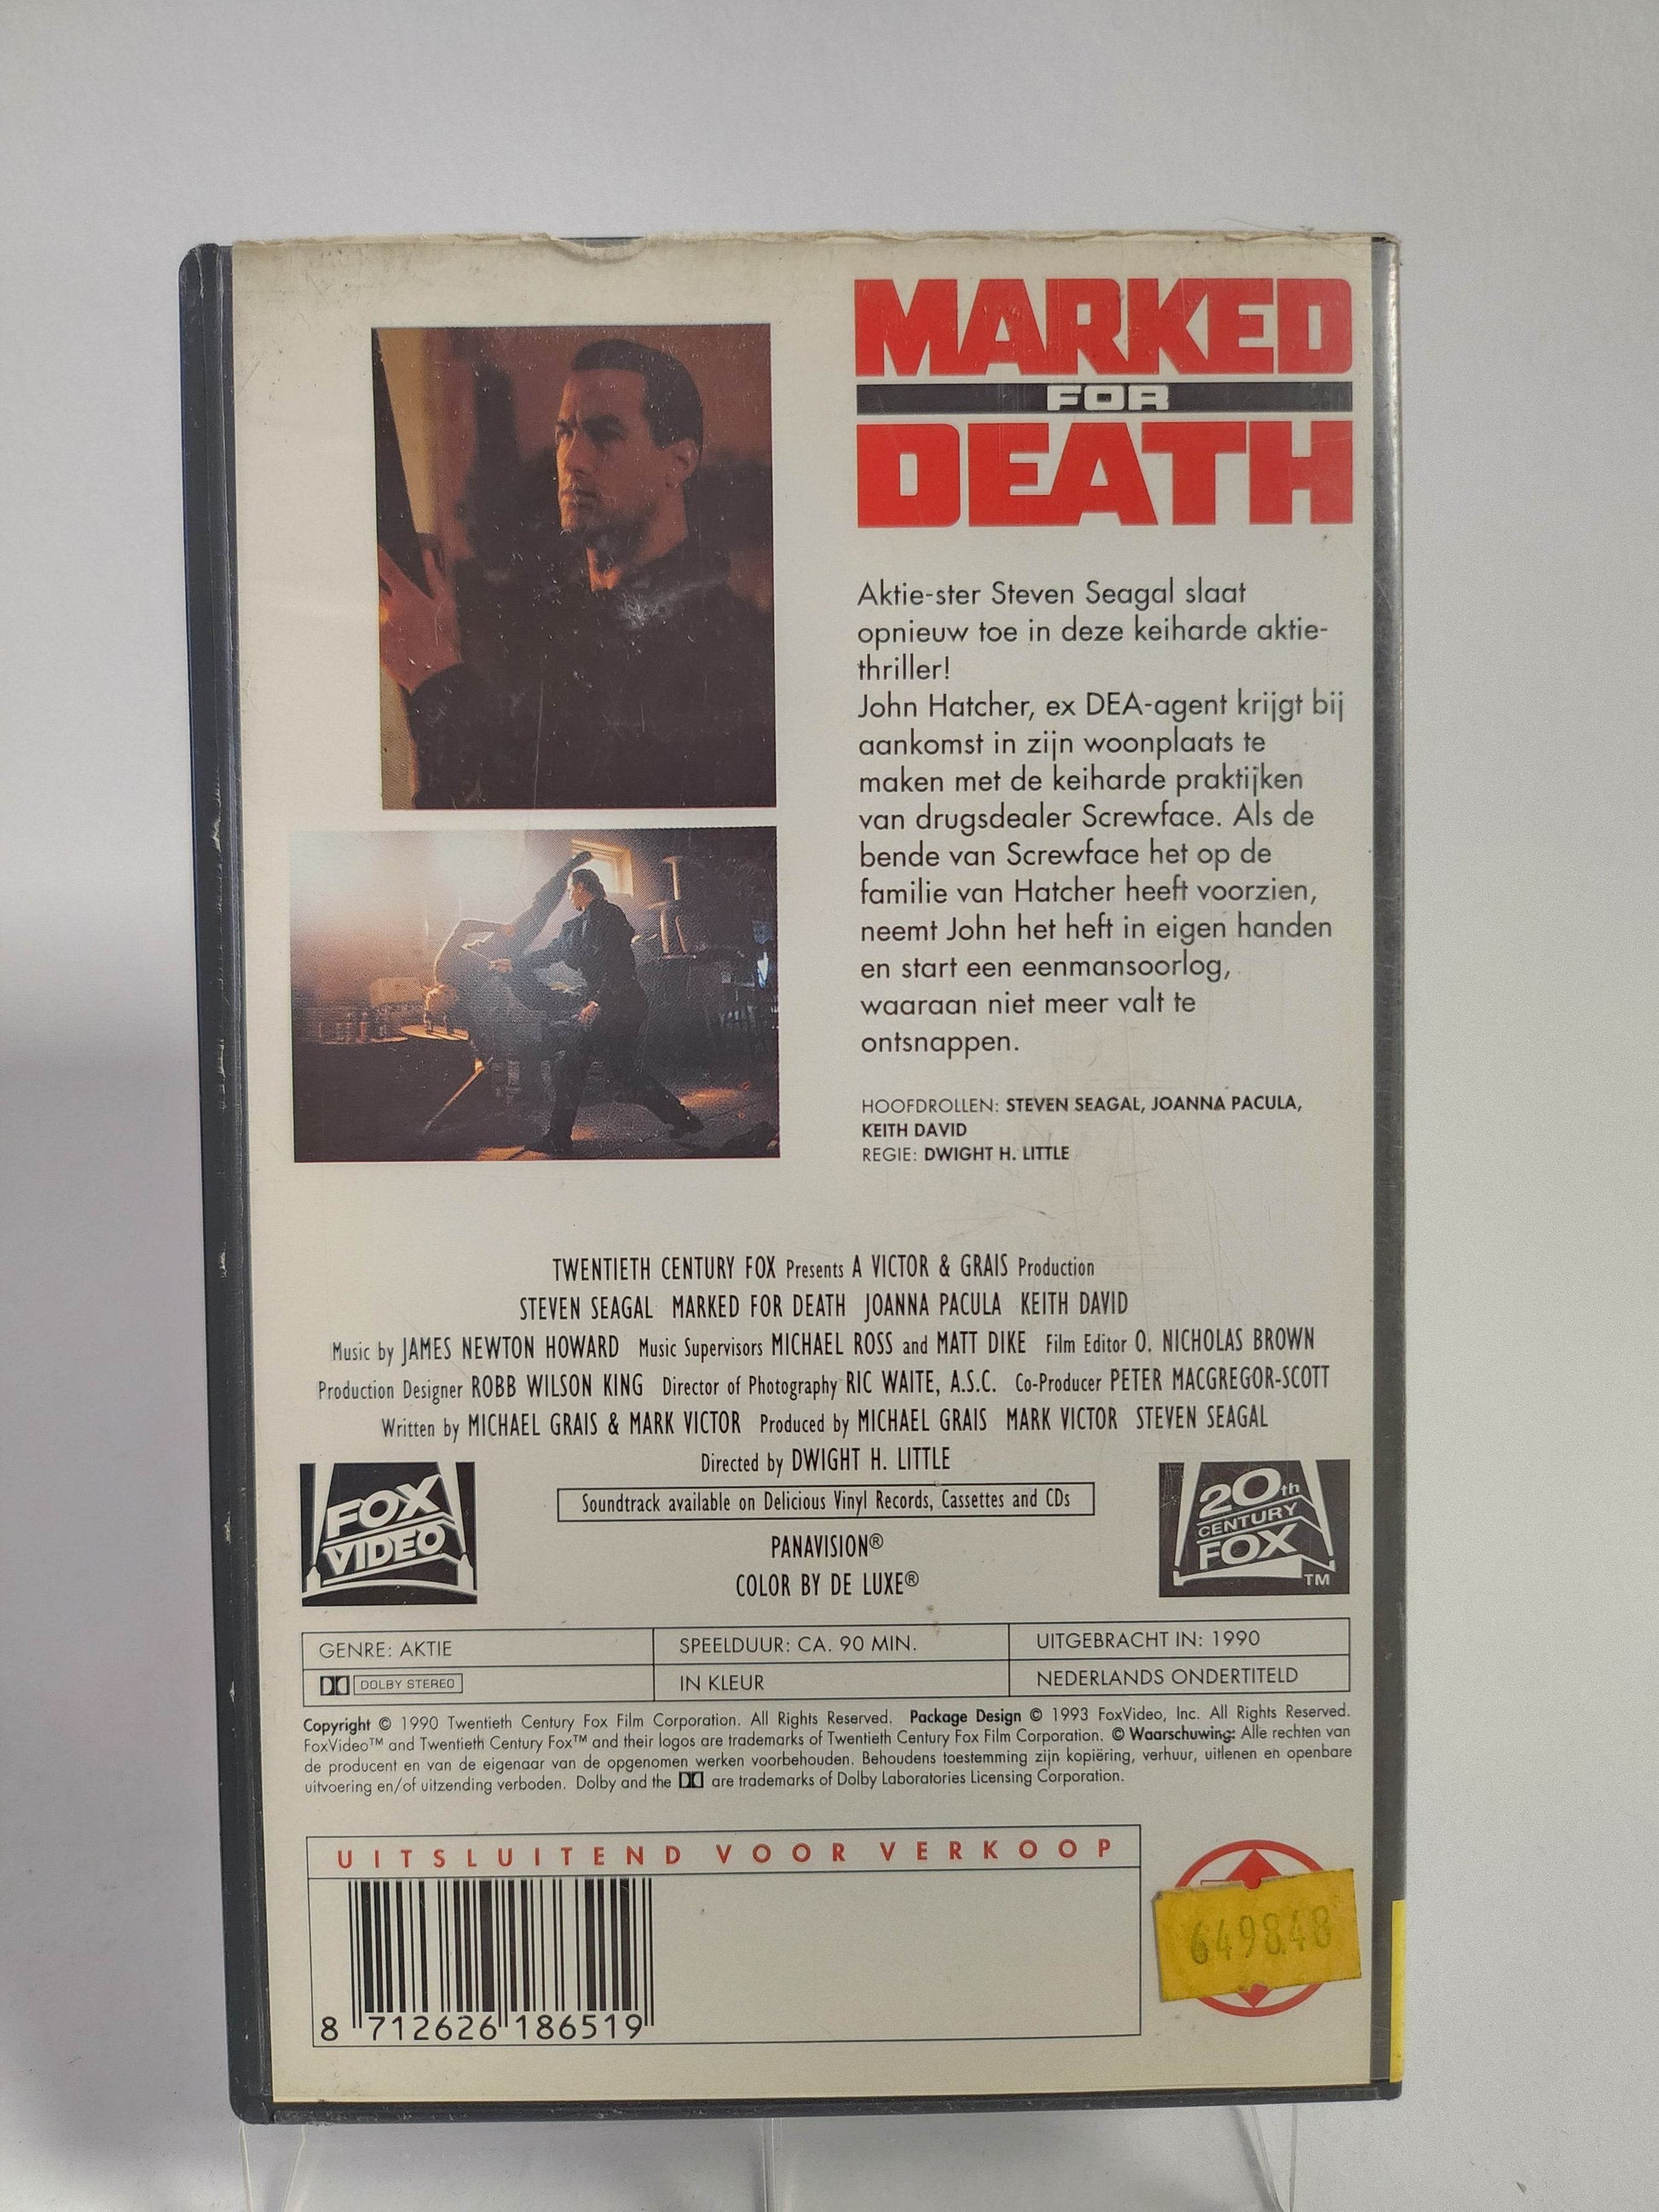 MARKED
FOR
DEATH
Aktie-ster Steven Seagal slaat
opnieuw toe in deze keiharde aktie-
thriller!
John Hatcher, ex DEA-agent krijgt bij
aankomst in zijn woonplaats te
maken met de keiharde praktijken
van drugsdealer Screwface. Als de
bende van Screwface het op de
familie van Hatcher heeft voorzien,
neemt John het heft in eigen handen
en start een eenmansoorlog,
waaraan niet meer valt te
ontsnappen.
HOOFDROLLEN: STEVEN SEAGAL, JOANNA PACULA,
KEITH DAVID
REGIE: DWIGHT H. LITTLE
TWENTIETH CENTURY FOX Presents A VICTOR & GRAIS Production
STEVEN SEAGAL MARKED FOR DEATH JOANNA PACULA KEITH DAVID
Music by JAMES NEWTON HOWARD Music Supervisors MICHAEL ROSS and MATT DIKE Film Editor O. NICHOLAS BROWN
Production Designer ROBB WILSON KING Director of Photography RIC WAITE, A.S.C. Co-Producer PETER MACGREGOR-SCOTT
Written by MICHAEL GRAIS & MARK VICTOR Produced by MICHAEL GRAIS MARK VICTOR STEVEN SEAGAL
Directed by DWIGHT H. LITTLE
FOX
VIDEO
Soundtrack available on Delicious Vinyl Records, Cassettes and CDs
PANAVISION®
COLOR BY DE LUXE®
20th
CENTURY
FOX
TM
GENRE: AKTIE SPEELDUUR: CA. 90 MIN. UITGEBRACHT IN: 1990
DOLBY STEREO IN KLEUR NEDERLANDS ONDERTITELD
Copyright © 1990 Twentieth Century Fox Film Corporation. All Rights Reserved. Package Design © 1993 FoxVideo, Inc. All Rights Reserved.
FoxVideo™ and Twentieth Century Fox™ and their logos are trademarks of Twentieth Century Fox Film Corporation. © Waarschuwing: Alle rechten van
de producent en van de eigenaar van de opgenomen werken voorbehouden. Behoudens toestemming zijn kopiëring, verhuur, uitlenen en openbare
uitvoering en/of uitzending verboden. Dolby and the are trademarks of Dolby Laboratories Licensing Corporation.
UITSLUITEND VOOR VERKOOP
8 712626 186519
649848